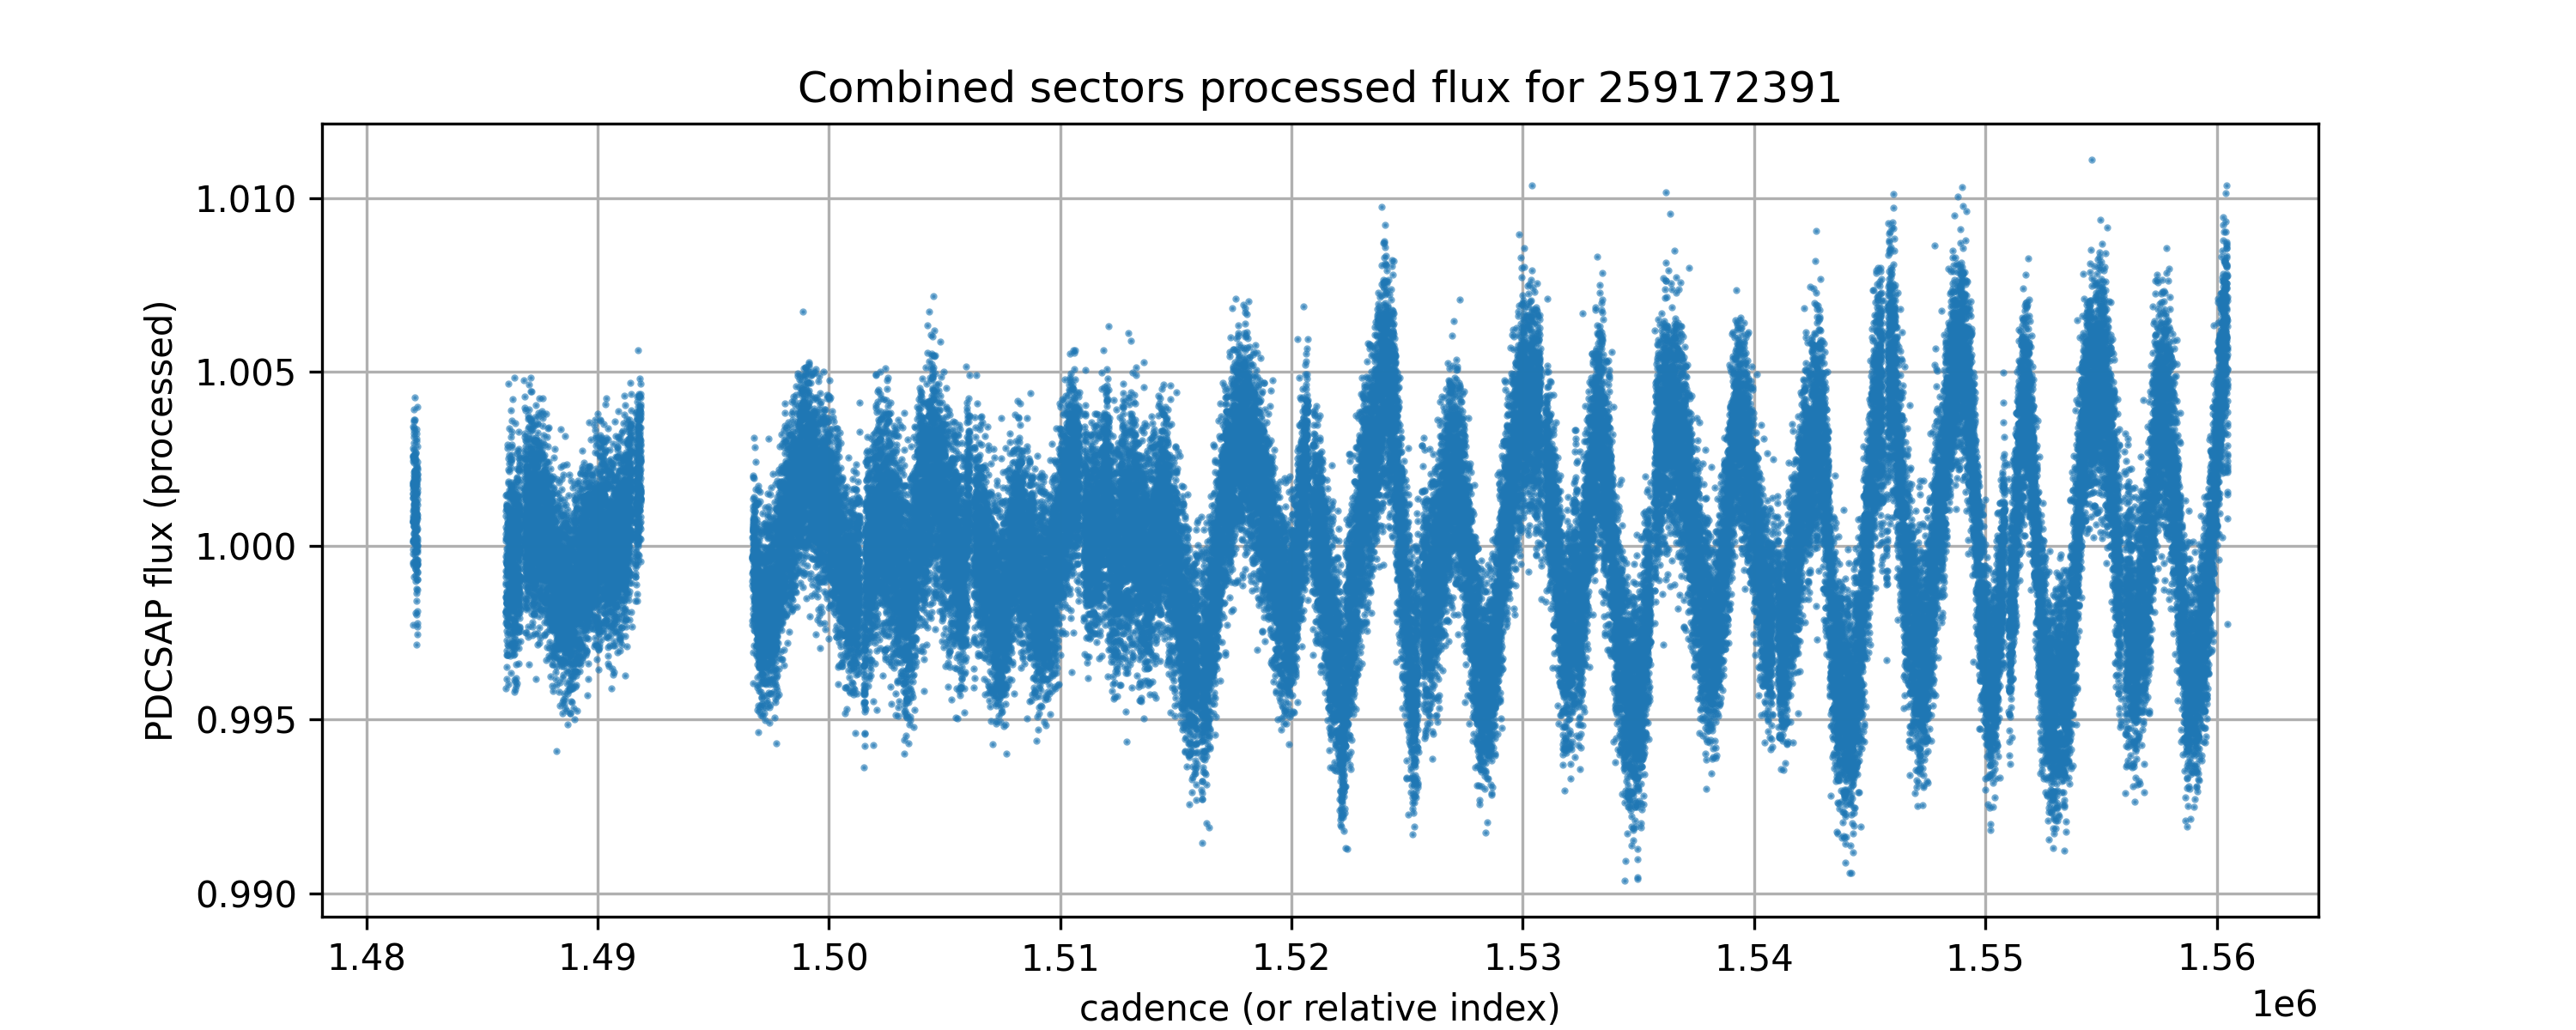 Combined sectors processed flux for 259172391
PDCSAP flux (processed)
1.010
1.005
1.000
0.995
0.990
1.48 1.49 1.50 1.51 1.52 1.53 1.54 1.55 1.56
1e6
cadence (or relative index)